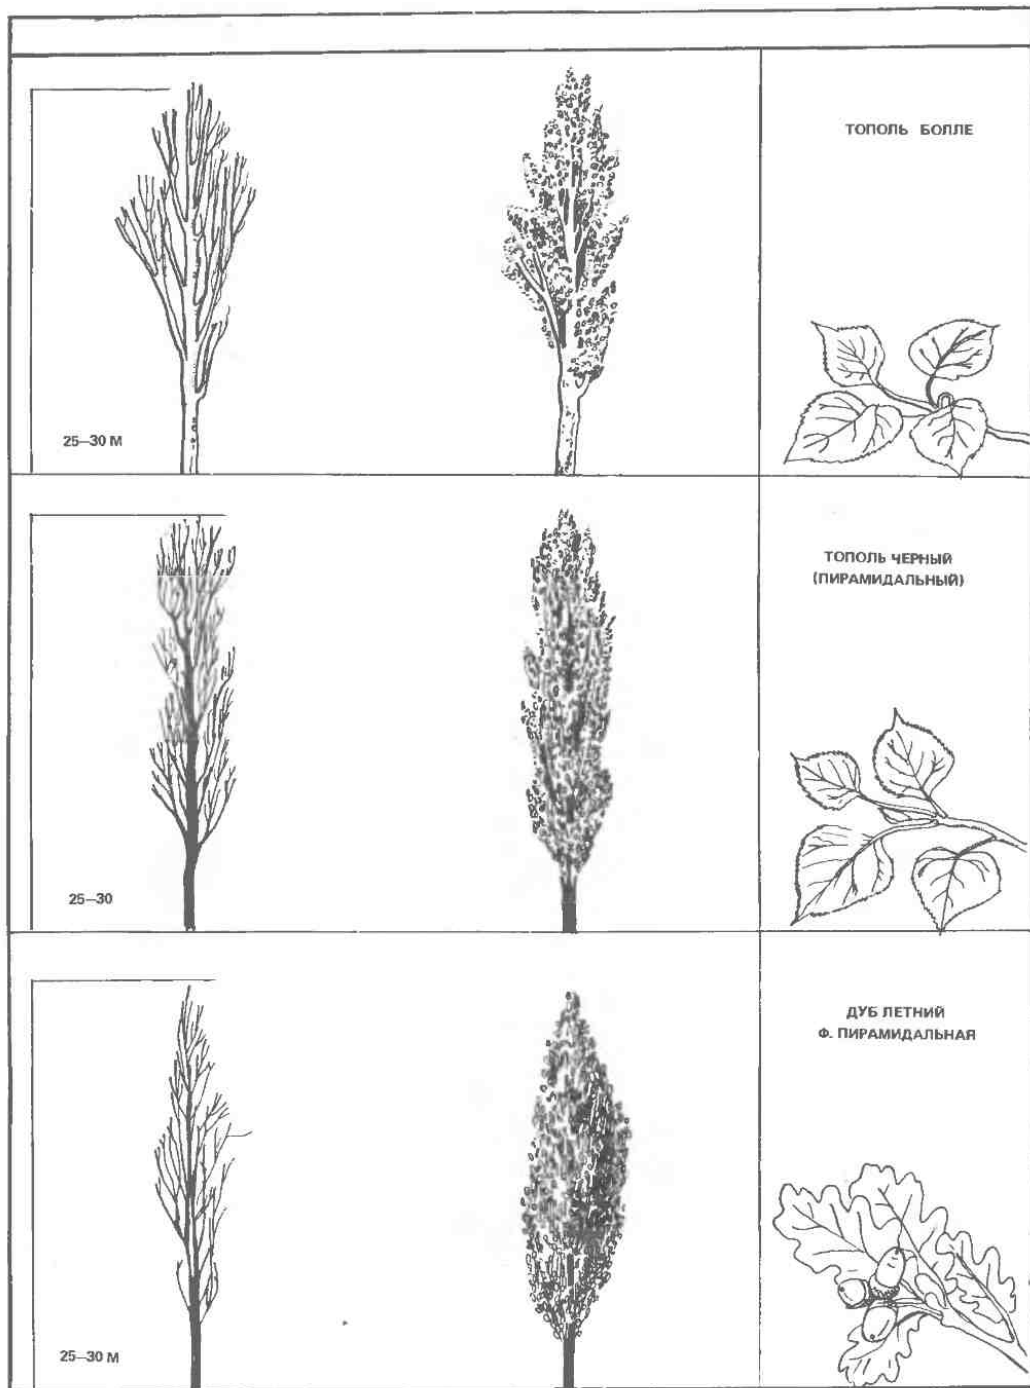 ТОПОЛЬ БОЛЛЕ
25—30 М
ТОПОЛЬ ЧЕРНЫЙ
(ПИРАМИДАЛЬНЫЙ)
25—30
ДУБ ЛЕТНИЙ
Ф. ПИРАМИДАЛЬНАЯ
25—30 М